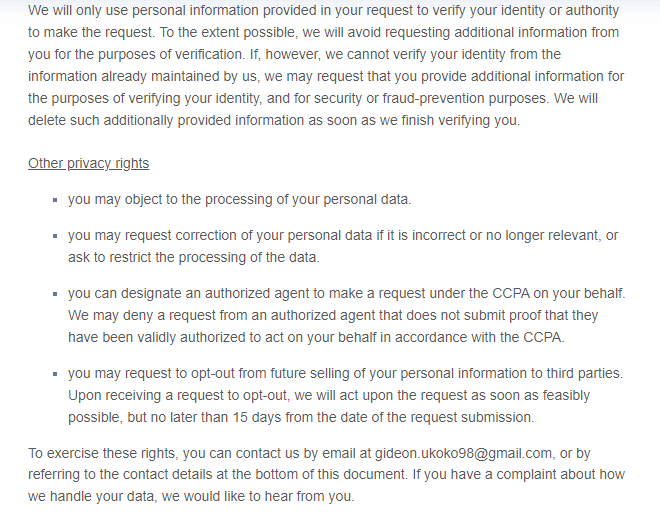 We will only use personal information provided in your request to verify your identity or authority
to make the request. To the extent possible, we will avoid requesting additional information from
you for the purposes of verification. If, however, we cannot verify your identity from the
information already maintained by us, we may request that you provide additional information for
the purposes of verifying your identity, and for security or fraud-prevention purposes. We will
delete such additionally provided information as soon as we finish verifying you.
Other privacy rights
▪ you may object to the processing of your personal data.
▪ you may request correction of your personal data if it is incorrect or no longer relevant, or
ask to restrict the processing of the data.
▪ you can designate an authorized agent to make a request under the CCPA on your behalf.
We may deny a request from an authorized agent that does not submit proof that they
have been validly authorized to act on your behalf in accordance with the CCPA.
▪ you may request to opt-out from future selling of your personal information to third parties.
Upon receiving a request to opt-out, we will act upon the request as soon as feasibly
possible, but no later than 15 days from the date of the request submission.
To exercise these rights, you can contact us by email at gideon.ukoko98@gmail.com, or by
referring to the contact details at the bottom of this document. If you have a complaint about how
we handle your data, we would like to hear from you.